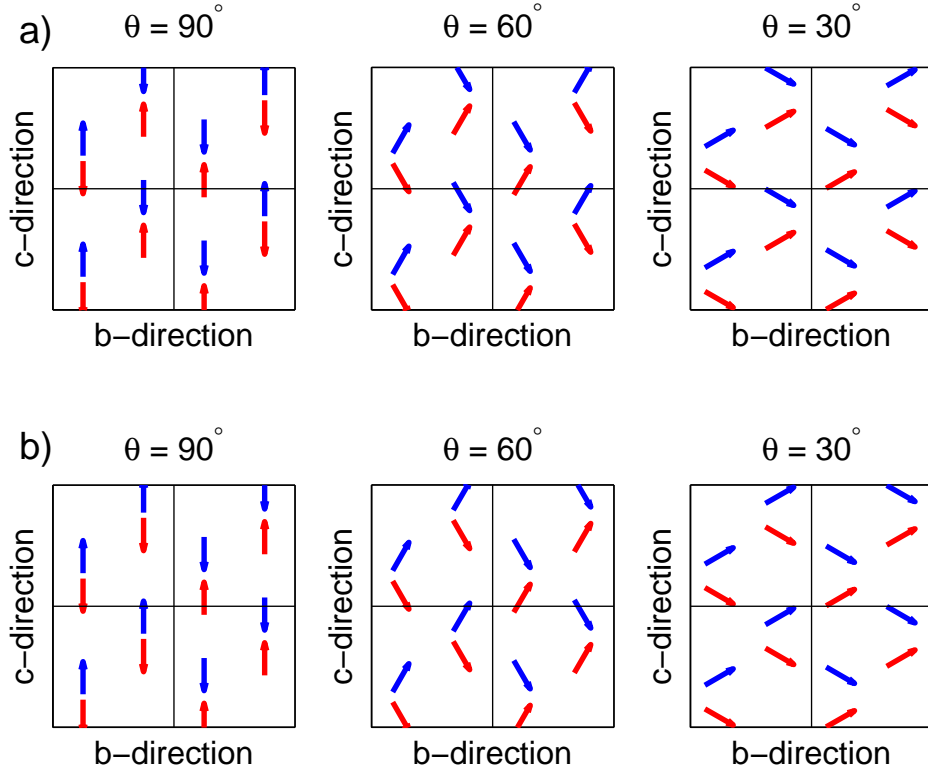 a)
θ = 90°
θ = 60°
θ = 30°
c−direction
c−direction
c−direction
b−direction
b−direction
b−direction
b)
θ = 90°
θ = 60°
θ = 30°
c−direction
c−direction
c−direction
b−direction
b−direction
b−direction